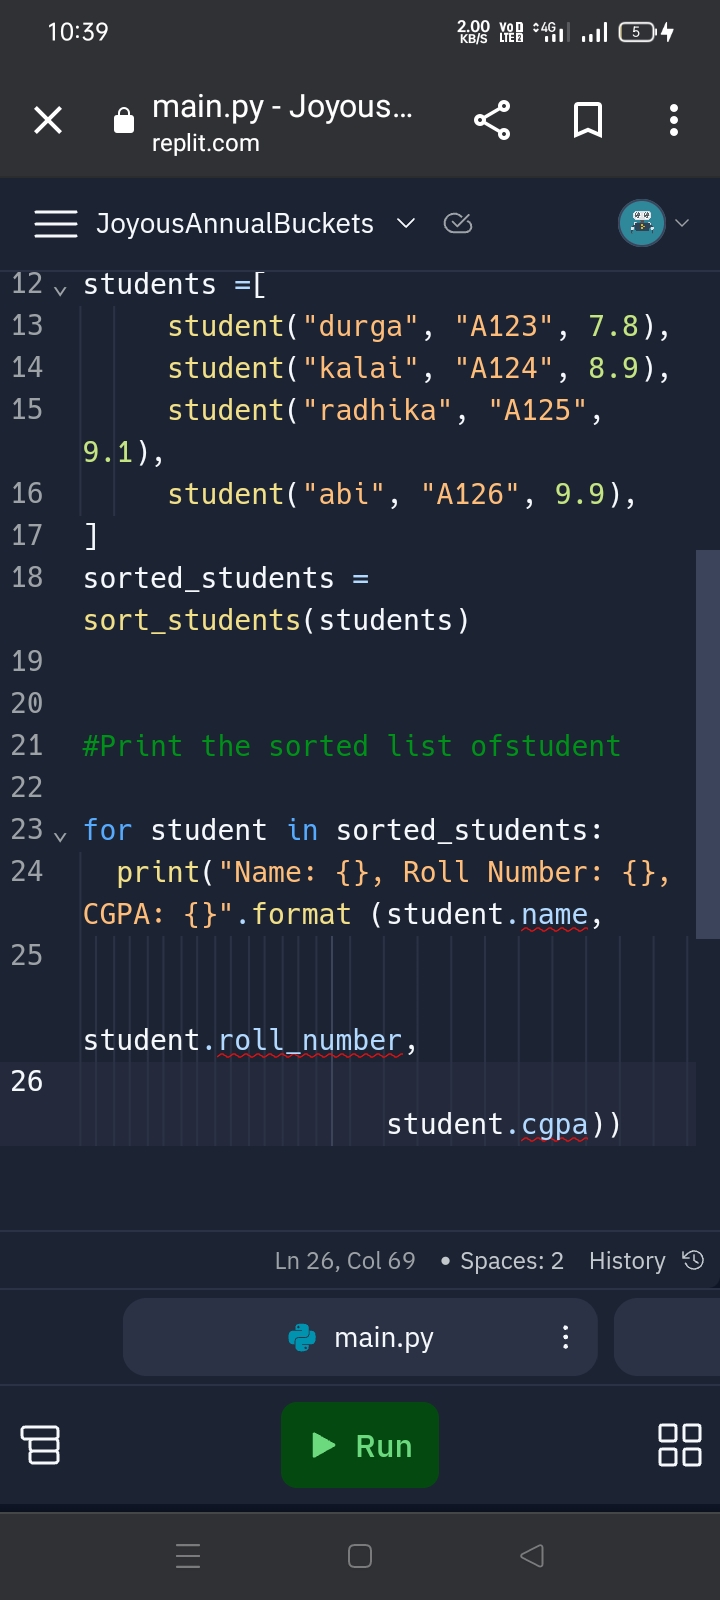 10:39
2.00 KB/S VoD LTE2 4G 5
main.py - Joyous...
replit.com
JoyousAnnualBuckets
12 students =[
13 student("durga", "A123", 7.8),
14 student("kalai", "A124", 8.9),
15 student("radhika", "A125",
9.1),
16 student("abi", "A126", 9.9),
17 ]
18 sorted_students =
sort_students(students)
19
20
21 #Print the sorted list ofstudent
22
23 for student in sorted_students:
24 print("Name: {}, Roll Number: {},
CGPA: {}".format (student.name,
25
student.roll_number,
26
student.cgpa))
Ln 26, Col 69 • Spaces: 2 History
main.py
Run